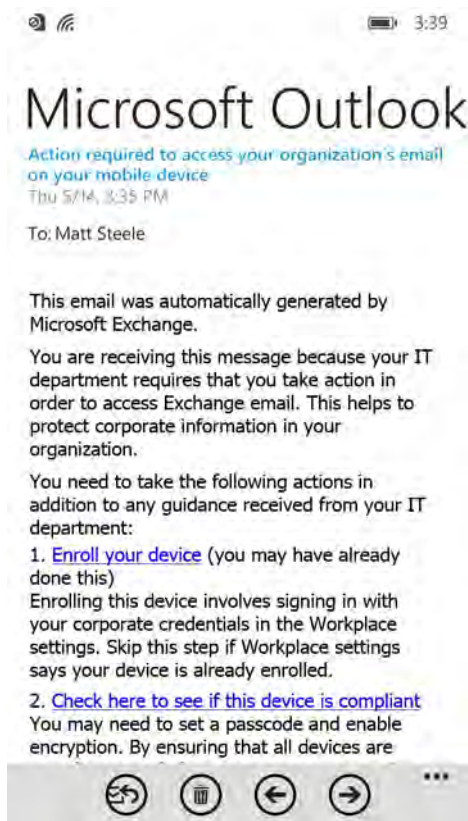 3:39
Microsoft Outlook
Action required to access your organization's email
on your mobile device
Thu 5/14, 3:35 PM
To: Matt Steele
This email was automatically generated by
Microsoft Exchange.
You are receiving this message because your IT
department requires that you take action in
order to access Exchange email. This helps to
protect corporate information in your
organization.
You need to take the following actions in
addition to any guidance received from your IT
department:
1. Enroll your device (you may have already
done this)
Enrolling this device involves signing in with
your corporate credentials in the Workplace
settings. Skip this step if Workplace settings
says your device is already enrolled.
2. Check here to see if this device is compliant
You may need to set a passcode and enable
encryption. By ensuring that all devices are